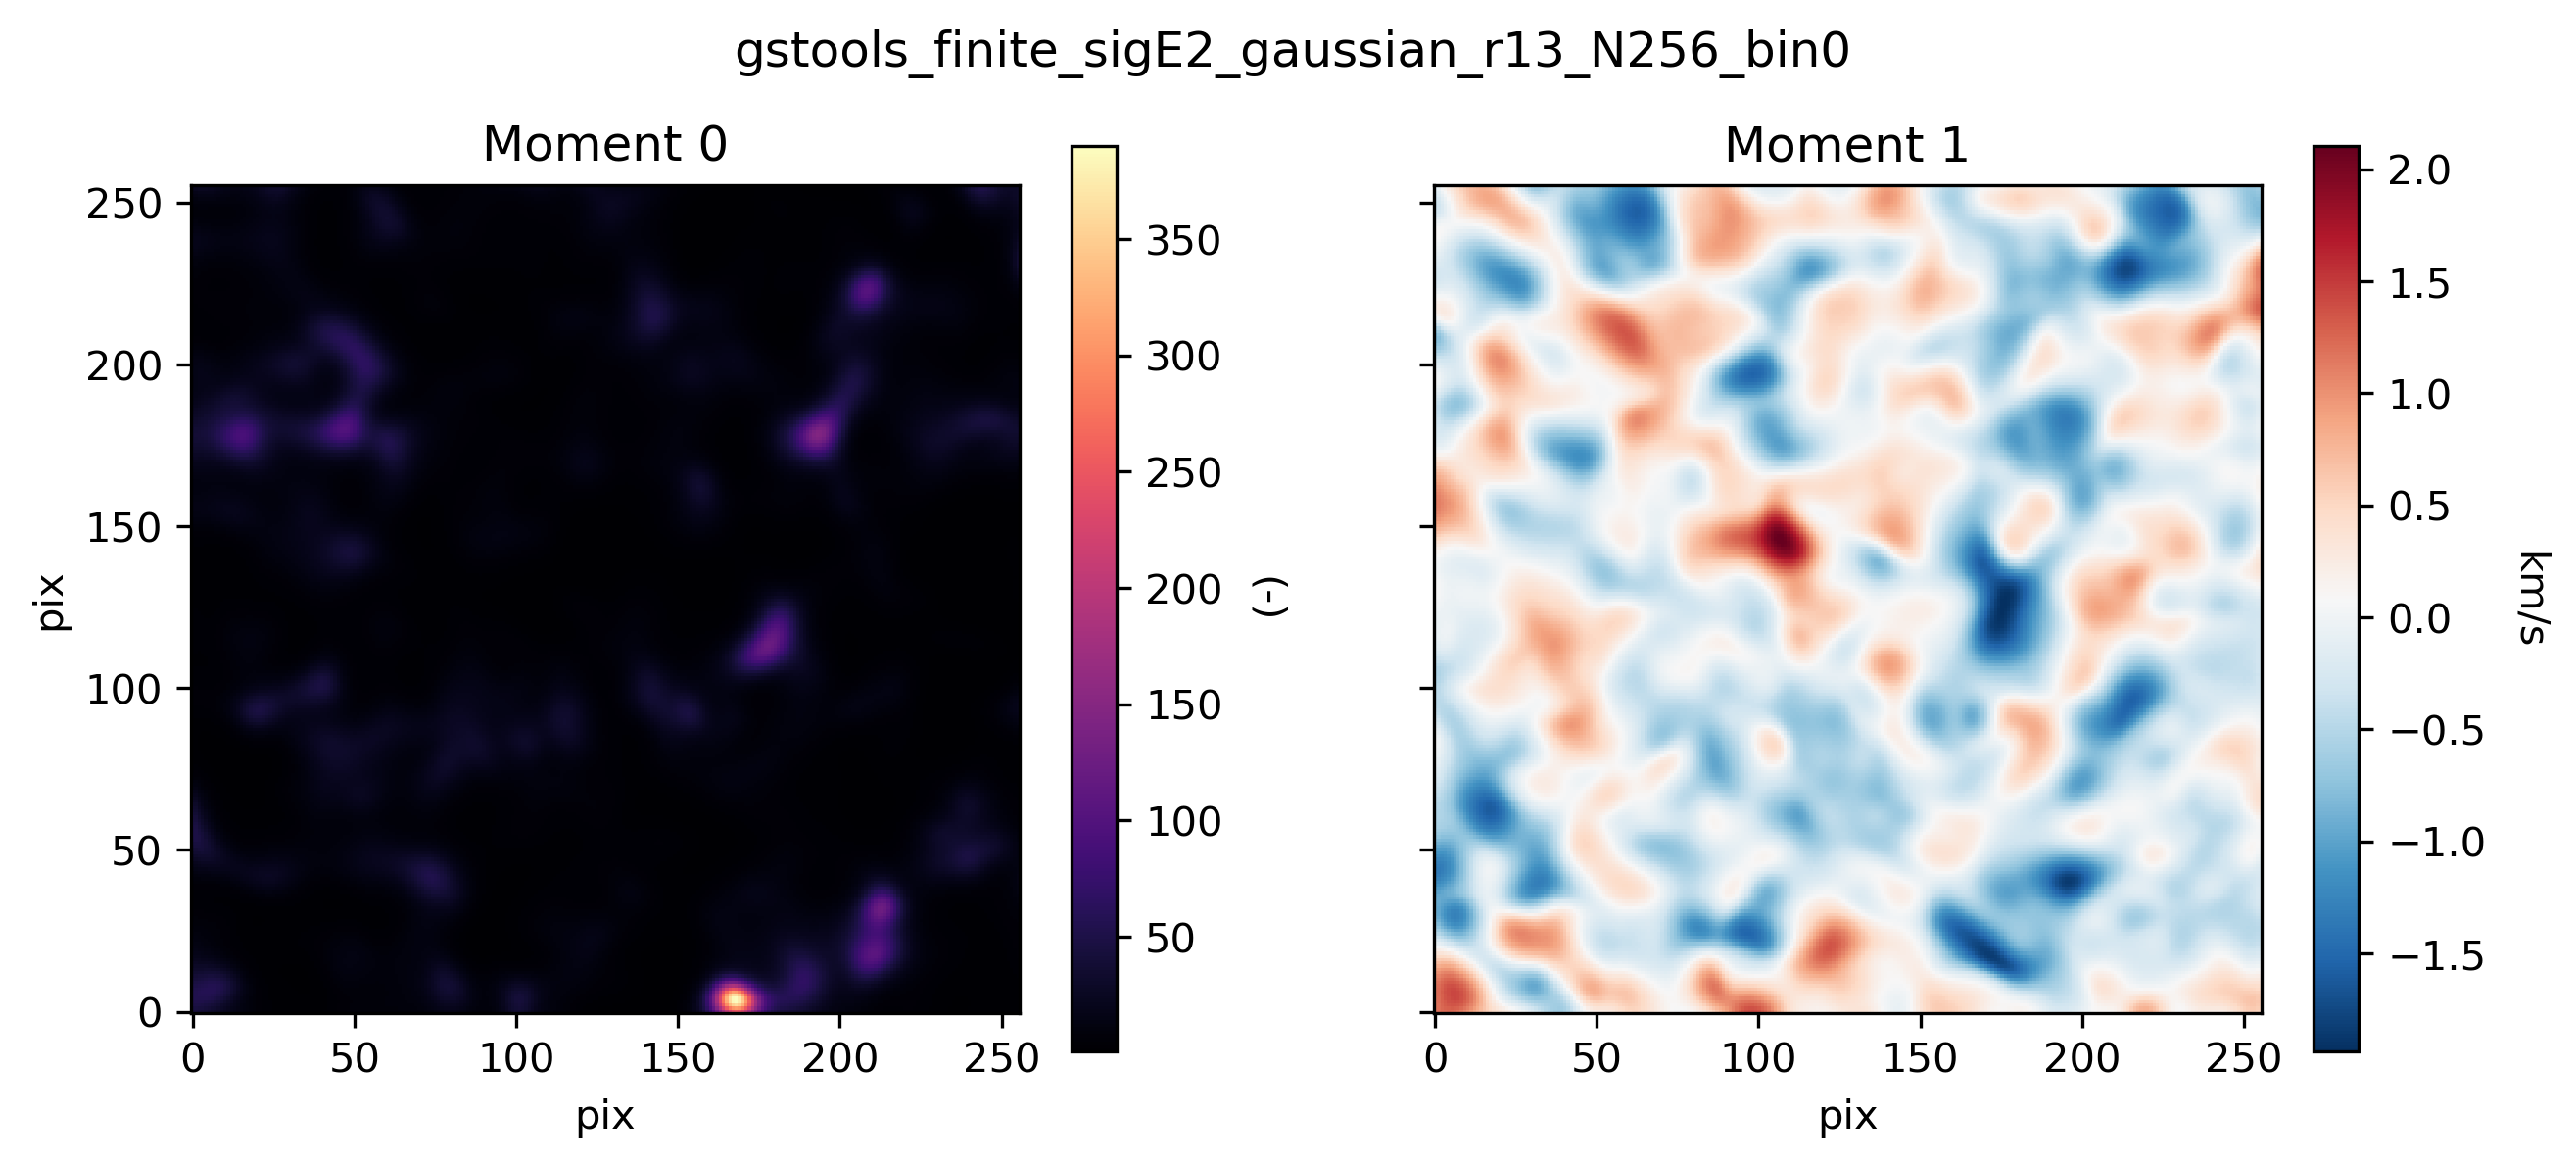 gstools_finite_sigE2_gaussian_r13_N256_bin0
Moment 0
Moment 1
250
200
150
100
50
0
pix
0 50 100 150 200 250
pix
350
300
250
200
150
100
50
(-)
0 50 100 150 200 250
pix
2.0
1.5
1.0
0.5
0.0
−0.5
−1.0
−1.5
km/s